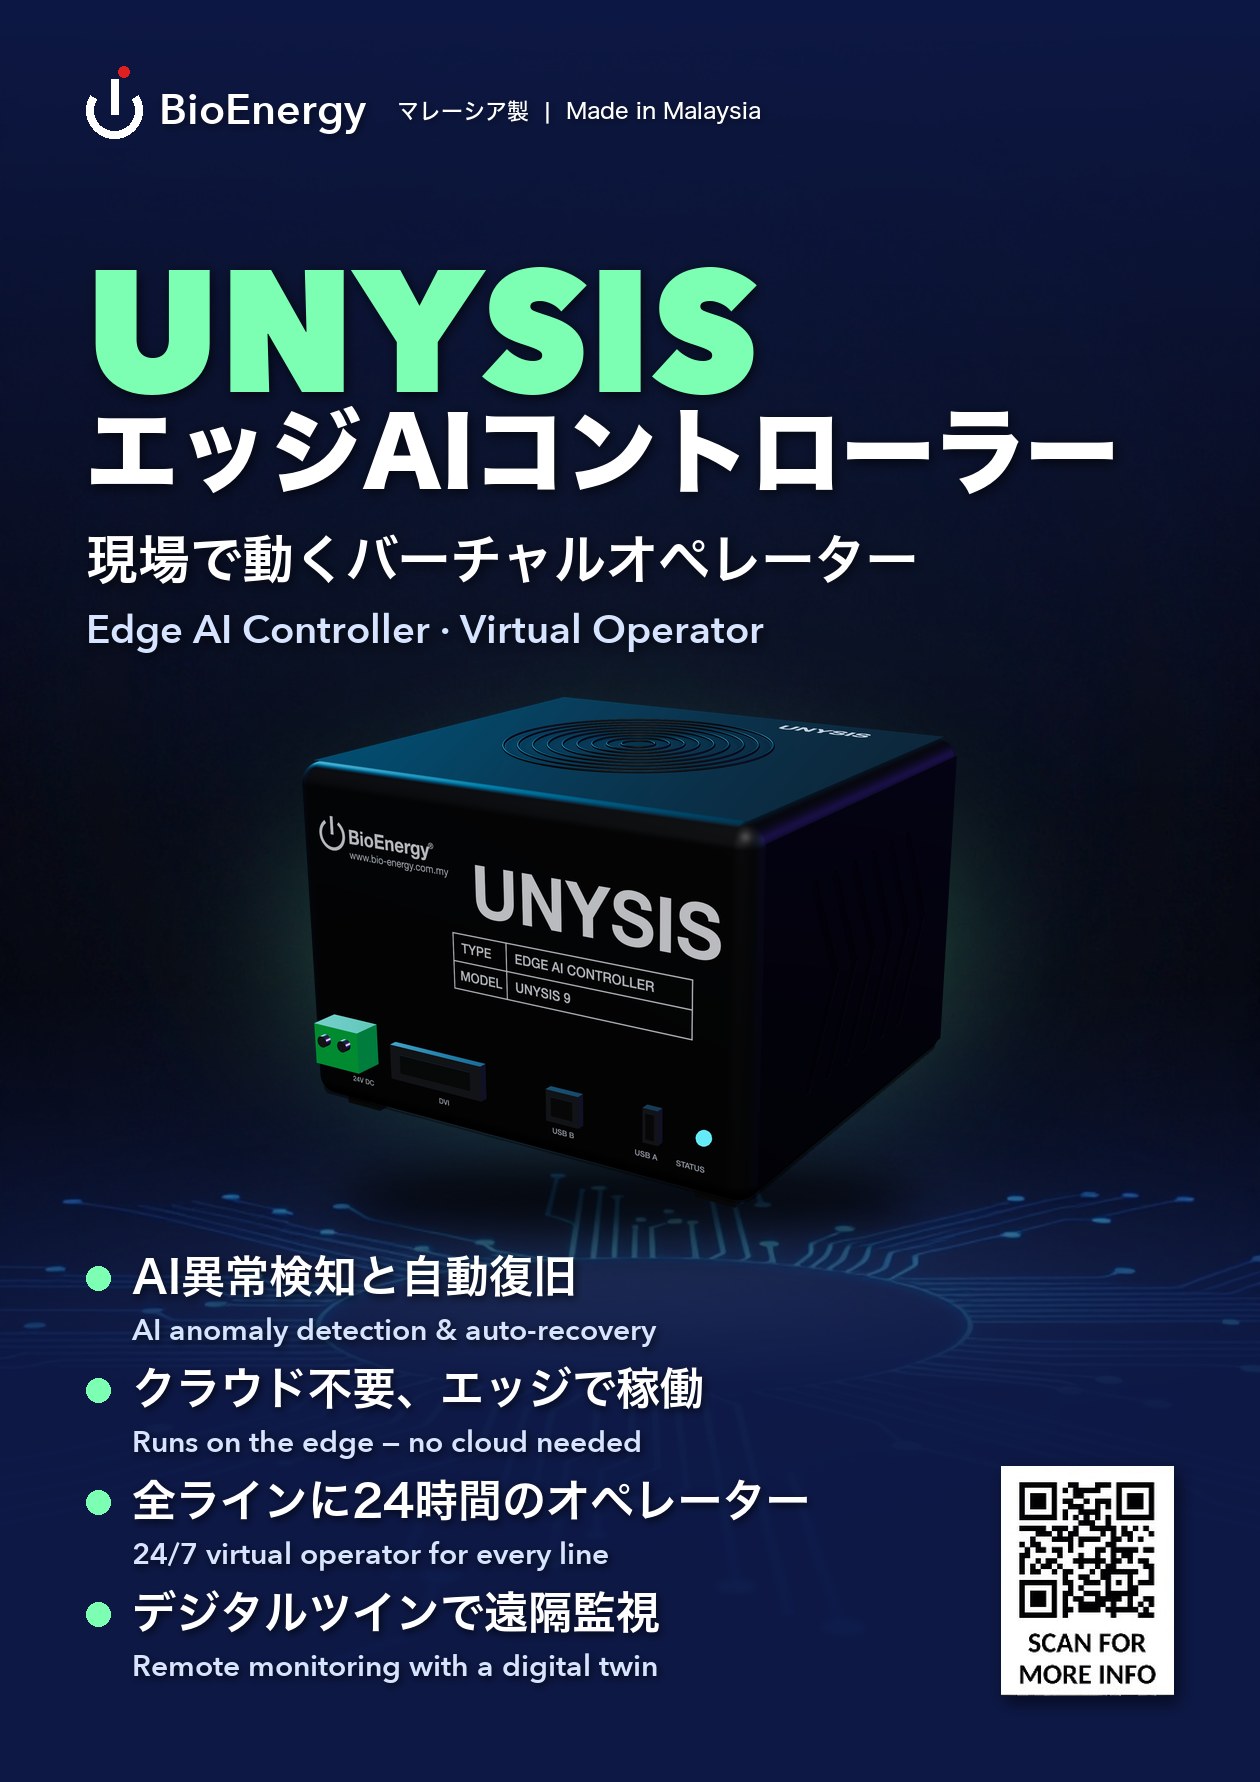 BioEnergy マレーシア製 | Made in Malaysia
UNYSIS
エッジAIコントローラー
現場で動くバーチャルオペレーター
Edge AI Controller · Virtual Operator
UNYSIS
BioEnergy®
www.bio-energy.com.my
UNYSIS
TYPE EDGE AI CONTROLLER
MODEL UNYSIS 9
24V DC
DVI
USB B
USB A
STATUS
AI異常検知と自動復旧
AI anomaly detection & auto-recovery
クラウド不要、エッジで稼働
Runs on the edge – no cloud needed
全ラインに24時間のオペレーター
24/7 virtual operator for every line
デジタルツインで遠隔監視
Remote monitoring with a digital twin
SCAN FOR
MORE INFO